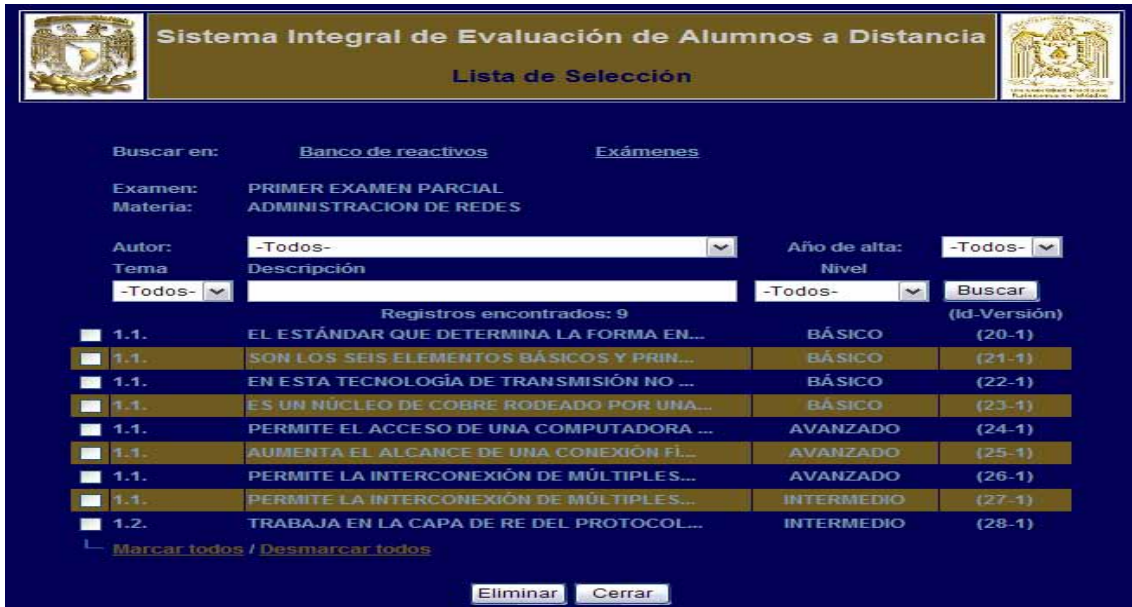 Sistema Integral de Evaluación de Alumnos a Distancia
Lista de Selección
Buscar en: Banco de reactivos Exámenes
Examen: PRIMER EXAMEN PARCIAL
Materia: ADMINISTRACION DE REDES
Autor: -Todos- Año de alta: -Todos-
Tema Descripción Nivel
-Todos- -Todos- Buscar
Registros encontrados: 9 (Id-Versión)
1.1. EL ESTÁNDAR QUE DETERMINA LA FORMA EN... BÁSICO (20-1)
1.1. SON LOS SEIS ELEMENTOS BÁSICOS Y PRIN... BÁSICO (21-1)
1.1. EN ESTA TECNOLOGÍA DE TRANSMISIÓN NO ... BÁSICO (22-1)
1.1. ES UN NÚCLEO DE COBRE RODEADO POR UNA... BÁSICO (23-1)
1.1. PERMITE EL ACCESO DE UNA COMPUTADORA ... AVANZADO (24-1)
1.1. AUMENTA EL ALCANCE DE UNA CONEXIÓN FÌ... AVANZADO (25-1)
1.1. PERMITE LA INTERCONEXIÓN DE MÚLTIPLES... AVANZADO (26-1)
1.1. PERMITE LA INTERCONEXIÓN DE MÚLTIPLES... INTERMEDIO (27-1)
1.2. TRABAJA EN LA CAPA DE RE DEL PROTOCOL... INTERMEDIO (28-1)
Marcar todos / Desmarcar todos
Eliminar Cerrar